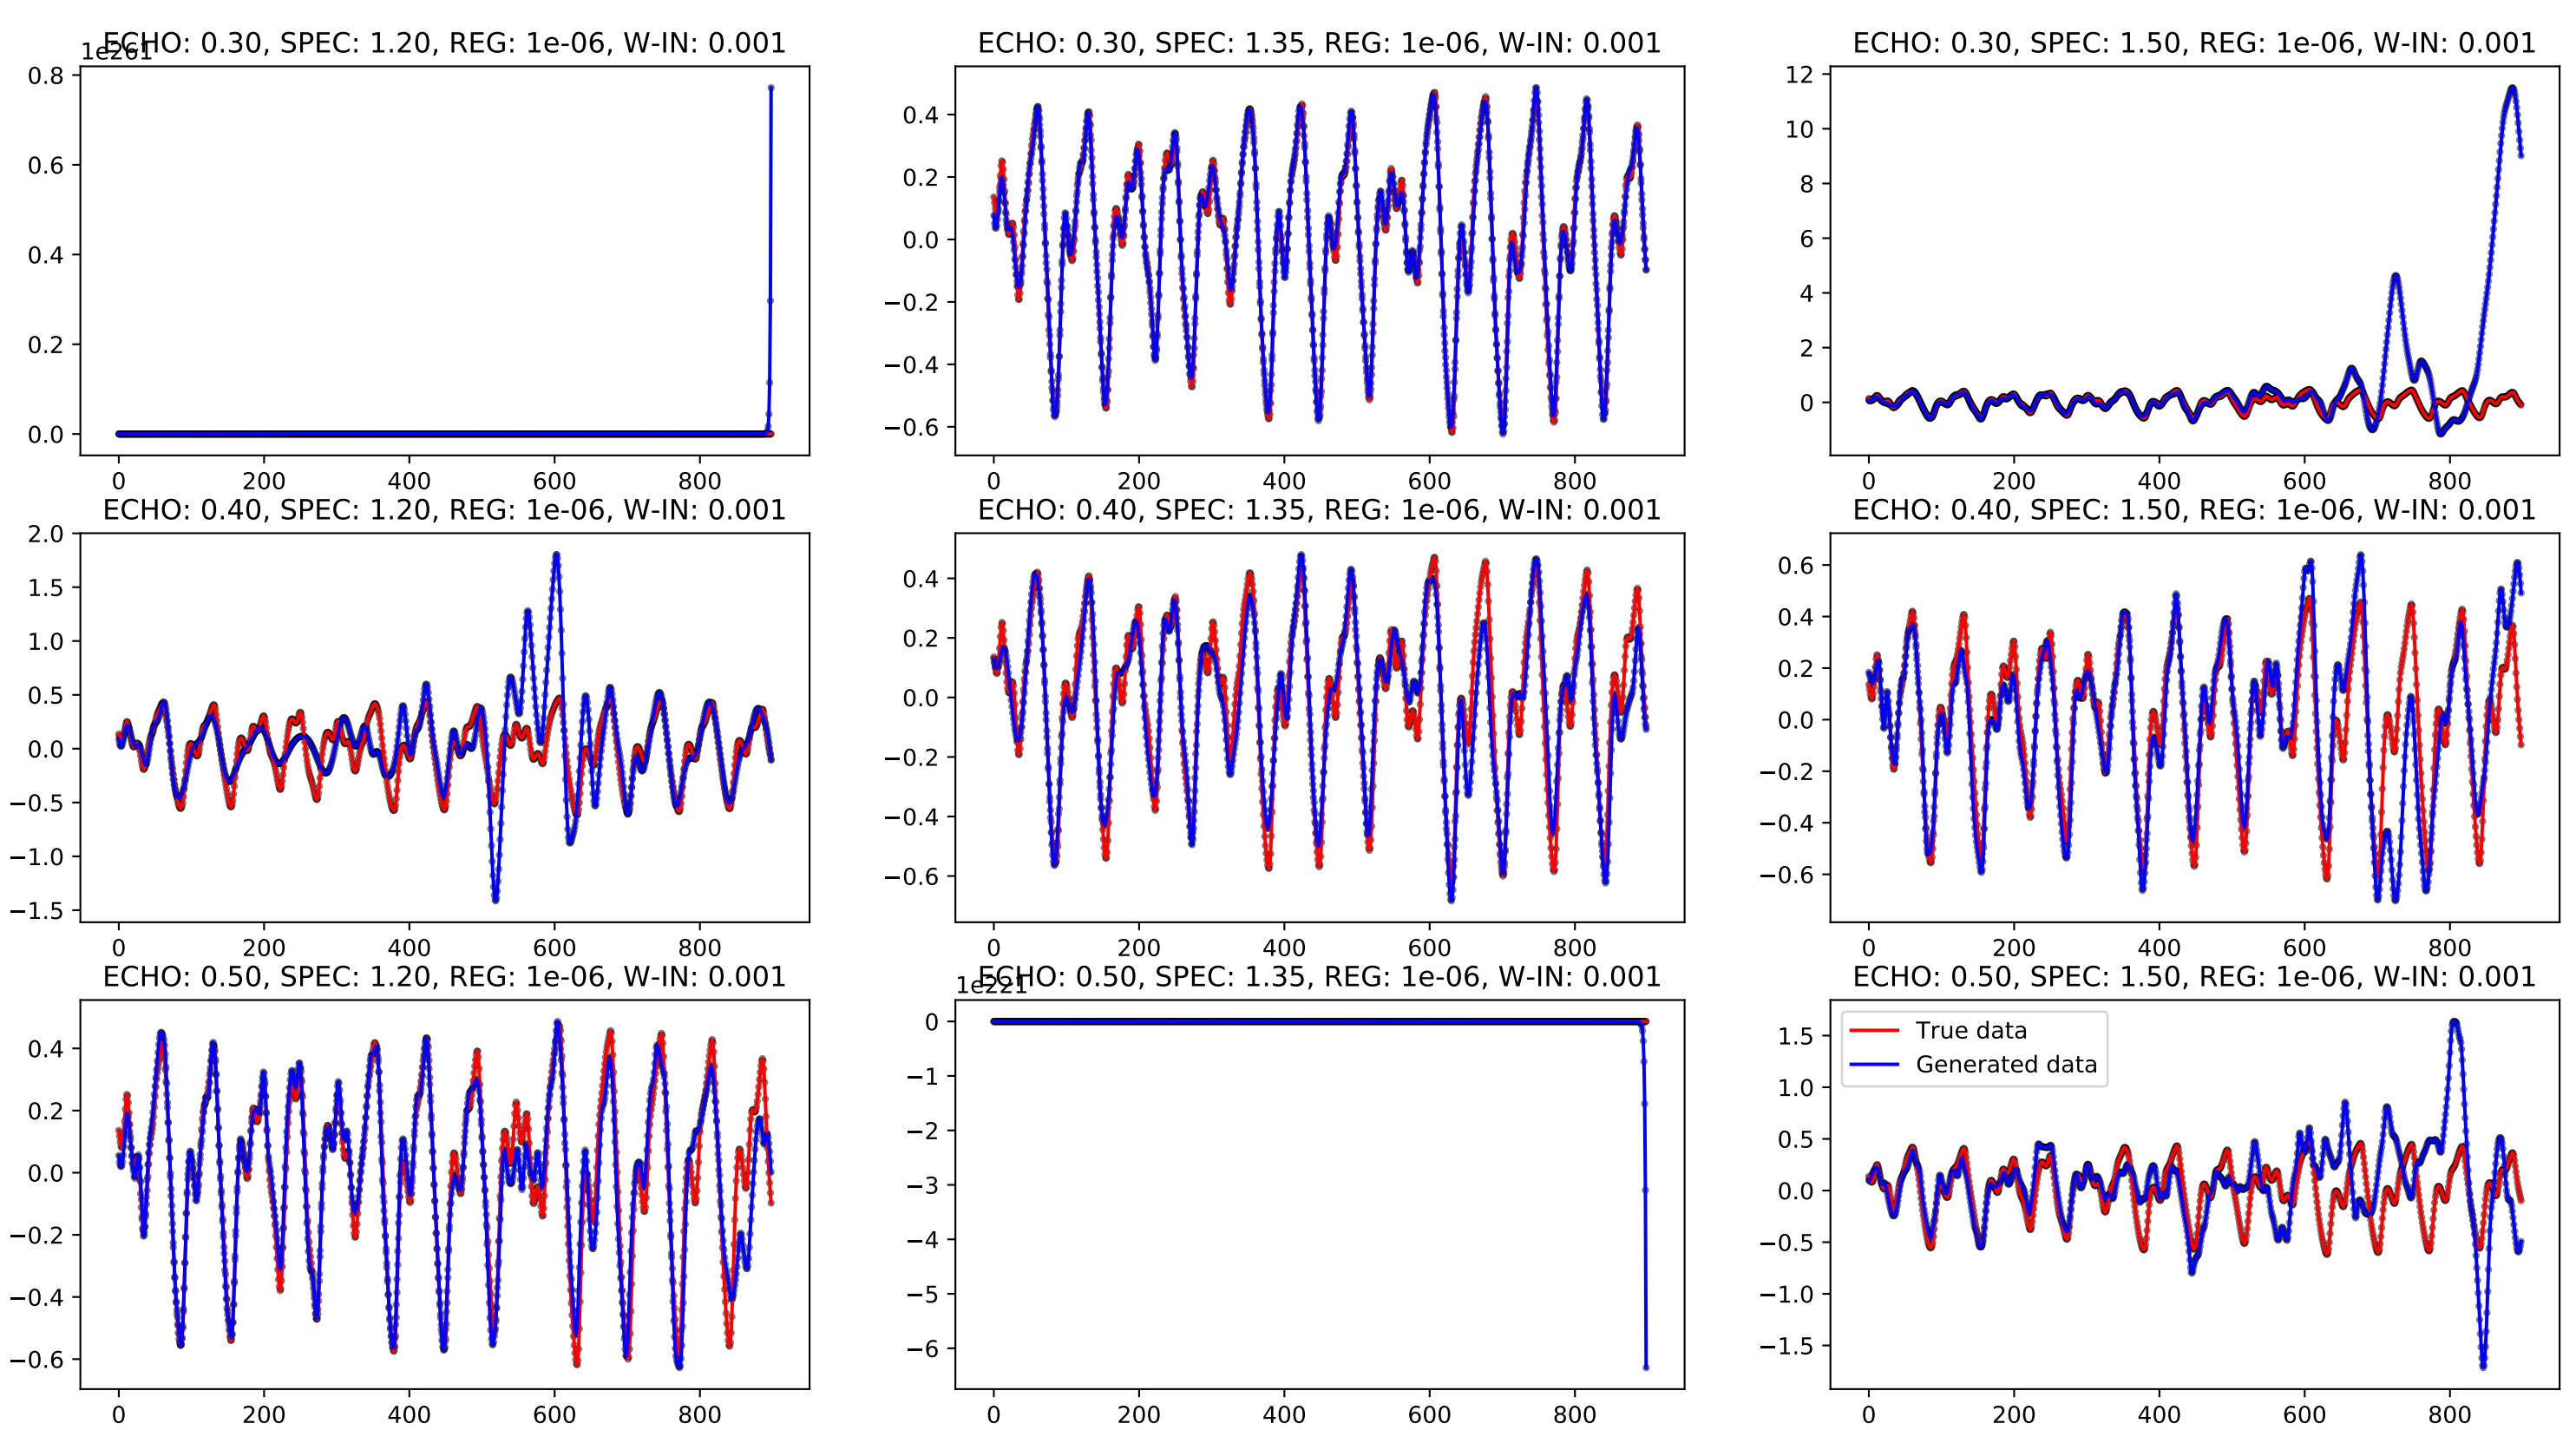 ECHO: 0.30, SPEC: 1.20, REG: 1e-06, W-IN: 0.001
1e261
0.8
0.6
0.4
0.2
0.0
0 200 400 600 800
ECHO: 0.30, SPEC: 1.35, REG: 1e-06, W-IN: 0.001
0.4
0.2
0.0
−0.2
−0.4
−0.6
0 200 400 600 800
ECHO: 0.30, SPEC: 1.50, REG: 1e-06, W-IN: 0.001
12
10
8
6
4
2
0
0 200 400 600 800
ECHO: 0.40, SPEC: 1.20, REG: 1e-06, W-IN: 0.001
2.0
1.5
1.0
0.5
0.0
−0.5
−1.0
−1.5
0 200 400 600 800
ECHO: 0.40, SPEC: 1.35, REG: 1e-06, W-IN: 0.001
0.4
0.2
0.0
−0.2
−0.4
−0.6
0 200 400 600 800
ECHO: 0.40, SPEC: 1.50, REG: 1e-06, W-IN: 0.001
0.6
0.4
0.2
0.0
−0.2
−0.4
−0.6
0 200 400 600 800
ECHO: 0.50, SPEC: 1.20, REG: 1e-06, W-IN: 0.001
0.4
0.2
0.0
−0.2
−0.4
−0.6
0 200 400 600 800
ECHO: 0.50, SPEC: 1.35, REG: 1e-06, W-IN: 0.001
1e221
0
−1
−2
−3
−4
−5
−6
0 200 400 600 800
ECHO: 0.50, SPEC: 1.50, REG: 1e-06, W-IN: 0.001
True data
Generated data
1.5
1.0
0.5
0.0
−0.5
−1.0
−1.5
0 200 400 600 800